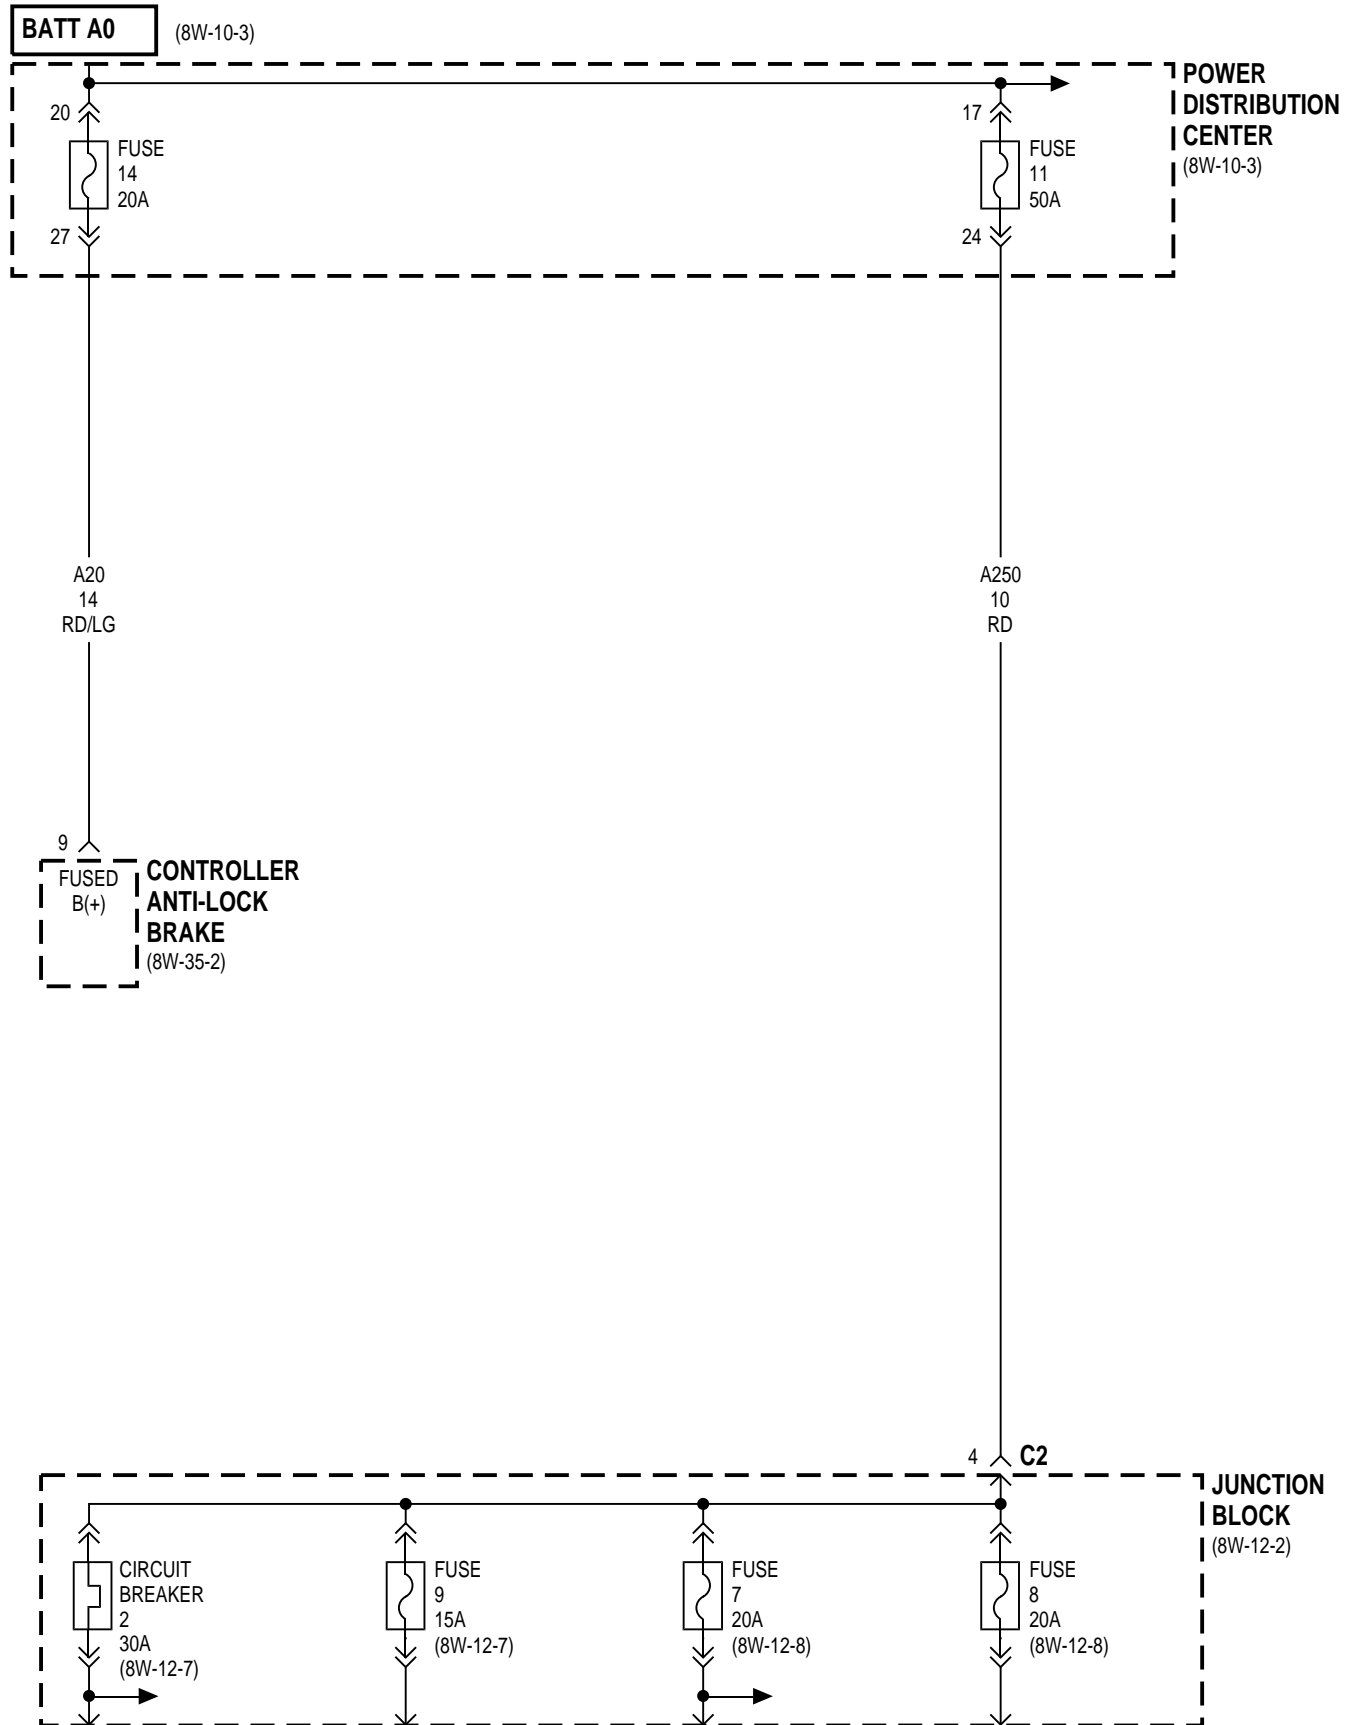 BATT A0
(8W-10-3)
POWER
DISTRIBUTION
CENTER
(8W-10-3)
20
FUSE
14
20A
27
17
FUSE
11
50A
24
A20
14
RD/LG
A250
10
RD
9
FUSED
B(+)
CONTROLLER
ANTI-LOCK
BRAKE
(8W-35-2)
4
C2
JUNCTION
BLOCK
(8W-12-2)
CIRCUIT
BREAKER
2
30A
(8W-12-7)
FUSE
9
15A
(8W-12-7)
FUSE
7
20A
(8W-12-8)
FUSE
8
20A
(8W-12-8)